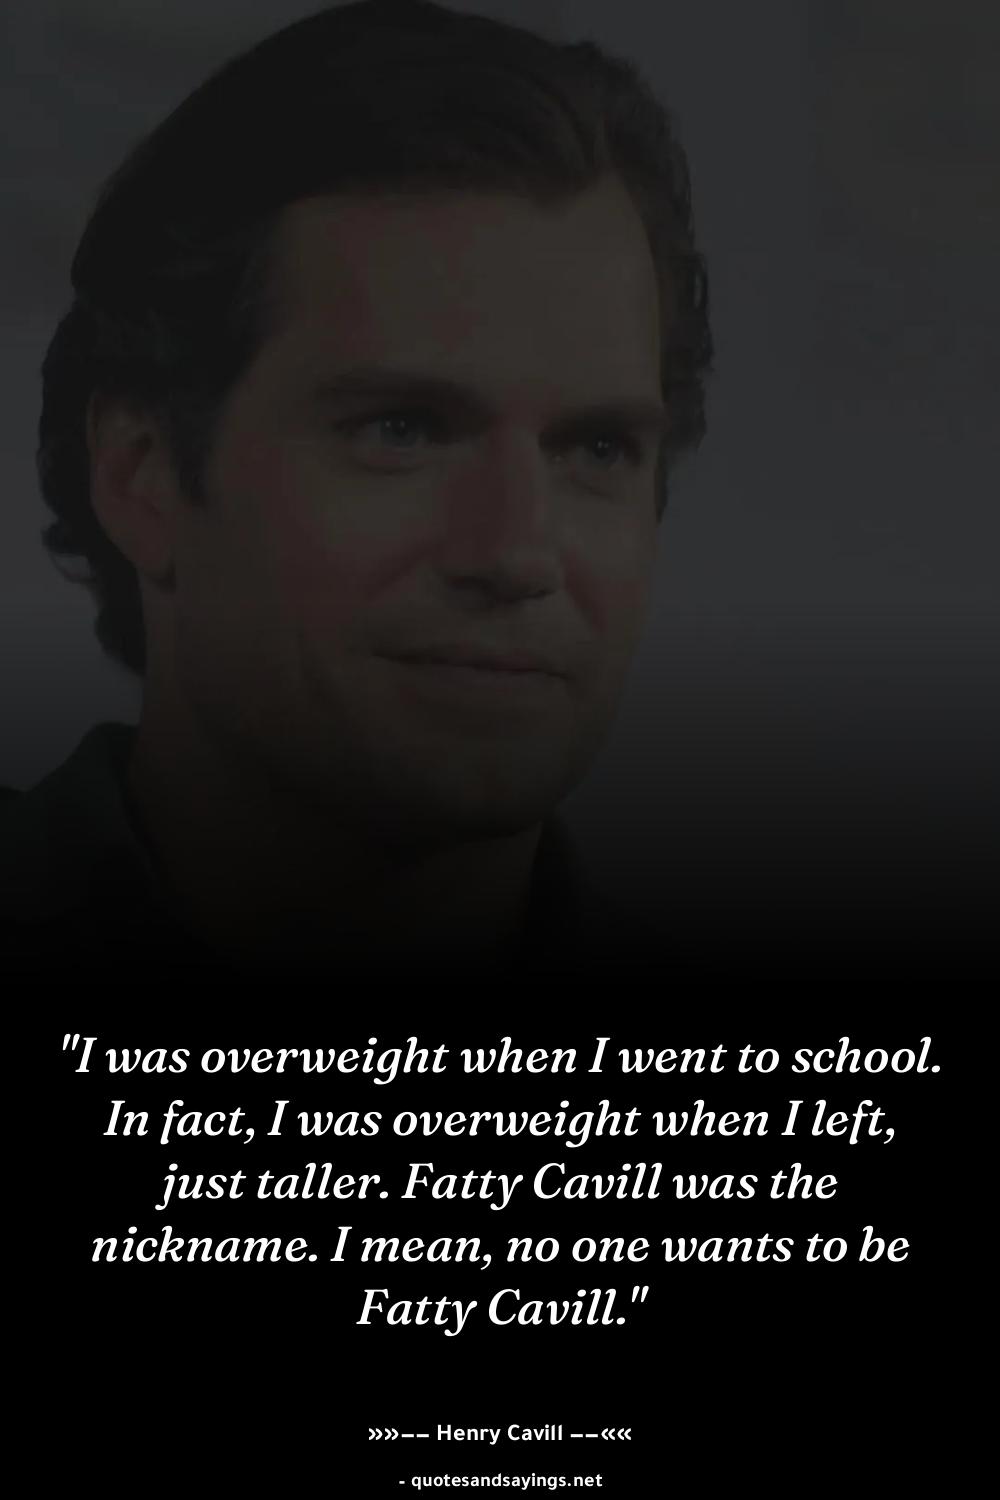 "I was overweight when I went to school.
In fact, I was overweight when I left,
just taller. Fatty Cavill was the
nickname. I mean, no one wants to be
Fatty Cavill."
»»–– Henry Cavill ––««
- quotesandsayings.net